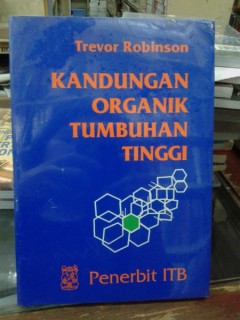 Trevor Robinson
KANDUNGAN
ORGANIK
TUMBUHAN
TINGGI
Penerbit ITB